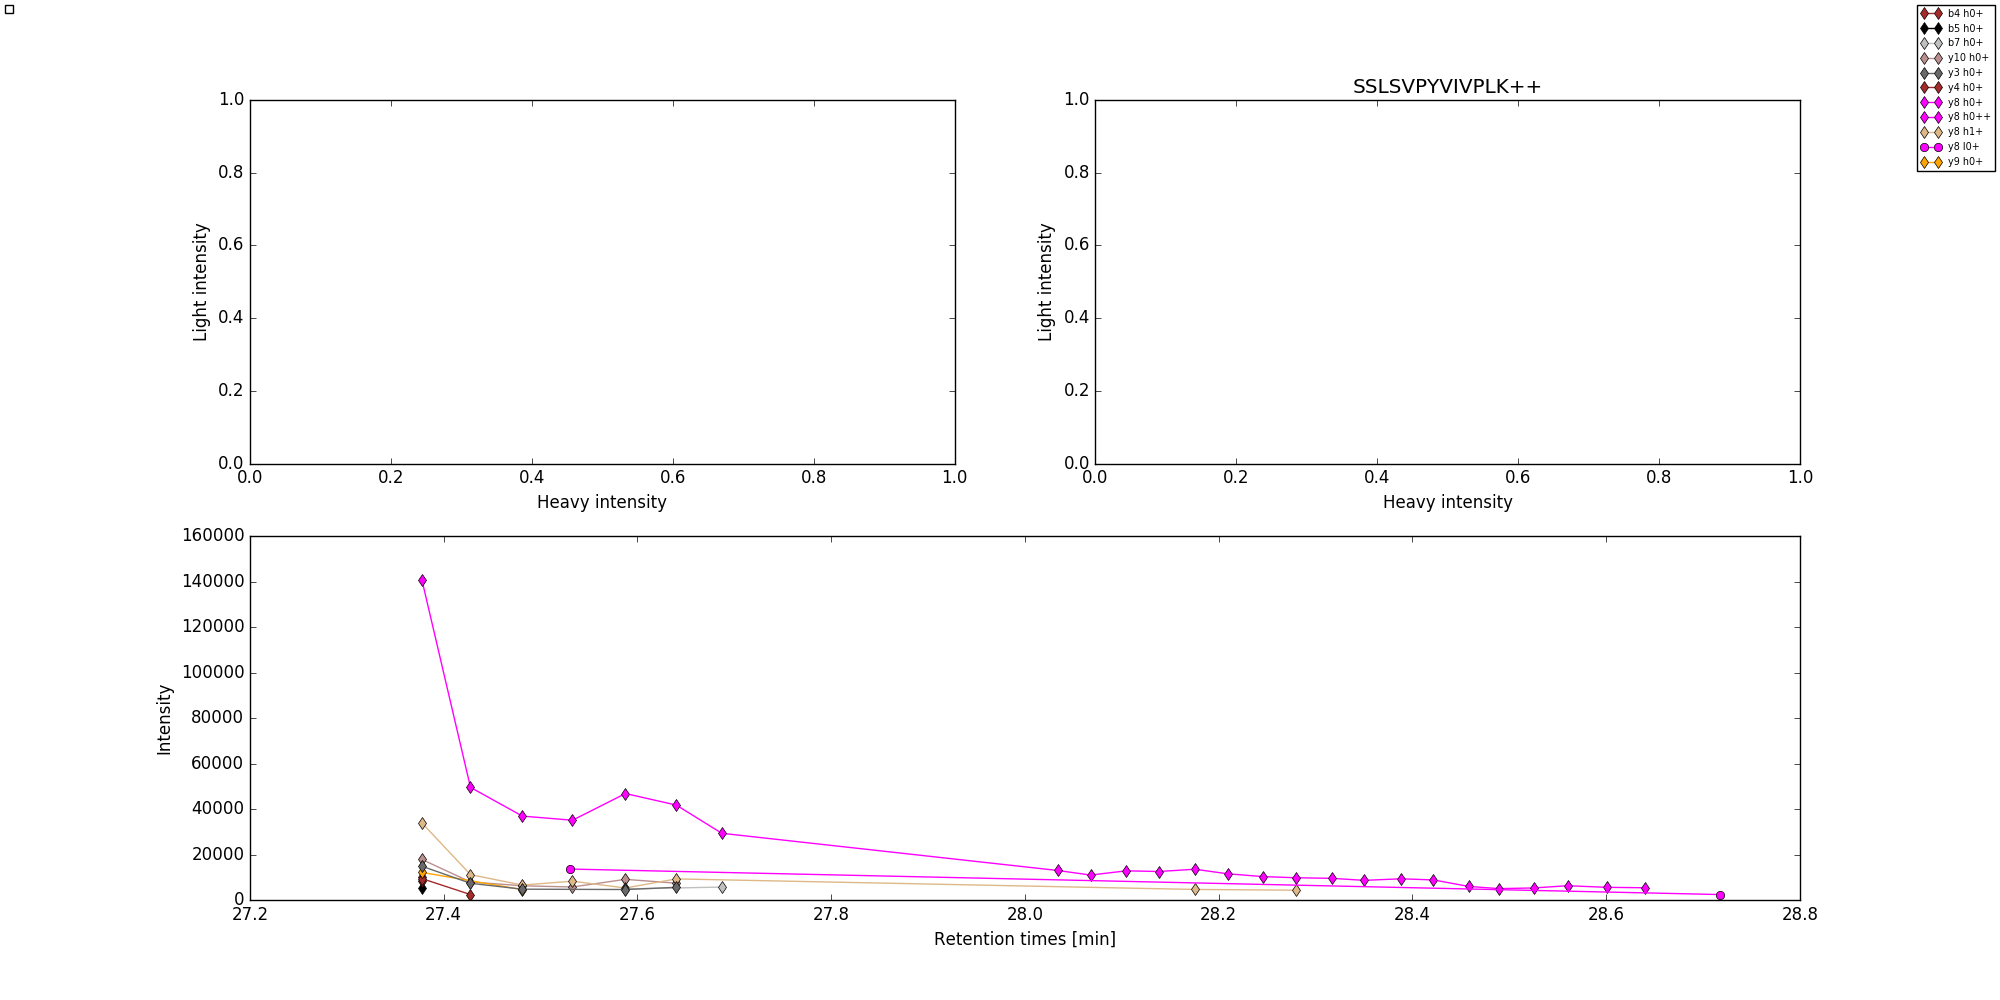 b4 h0+
b5 h0+
b7 h0+
y10 h0+
y3 h0+
y4 h0+
y8 h0+
y8 h0++
y8 h1+
y8 l0+
y9 h0+
SSLSVPYVIVPLK++
1.0
0.8
0.6
0.4
0.2
0.0
Light intensity
0.0 0.2 0.4 0.6 0.8 1.0
Heavy intensity
1.0
0.8
0.6
0.4
0.2
0.0
Light intensity
0.0 0.2 0.4 0.6 0.8 1.0
Heavy intensity
160000
140000
120000
100000
80000
60000
40000
20000
0
Intensity
27.2 27.4 27.6 27.8 28.0 28.2 28.4 28.6 28.8
Retention times [min]